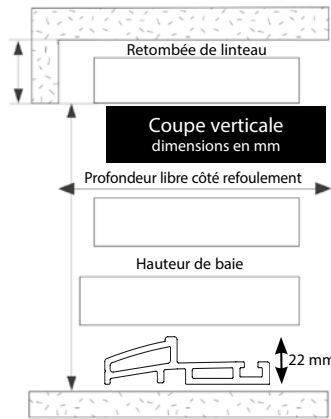 Retombée de linteau
Coupe verticale
dimensions en mm
Profondeur libre côté refoulement
Hauteur de baie
22 mm